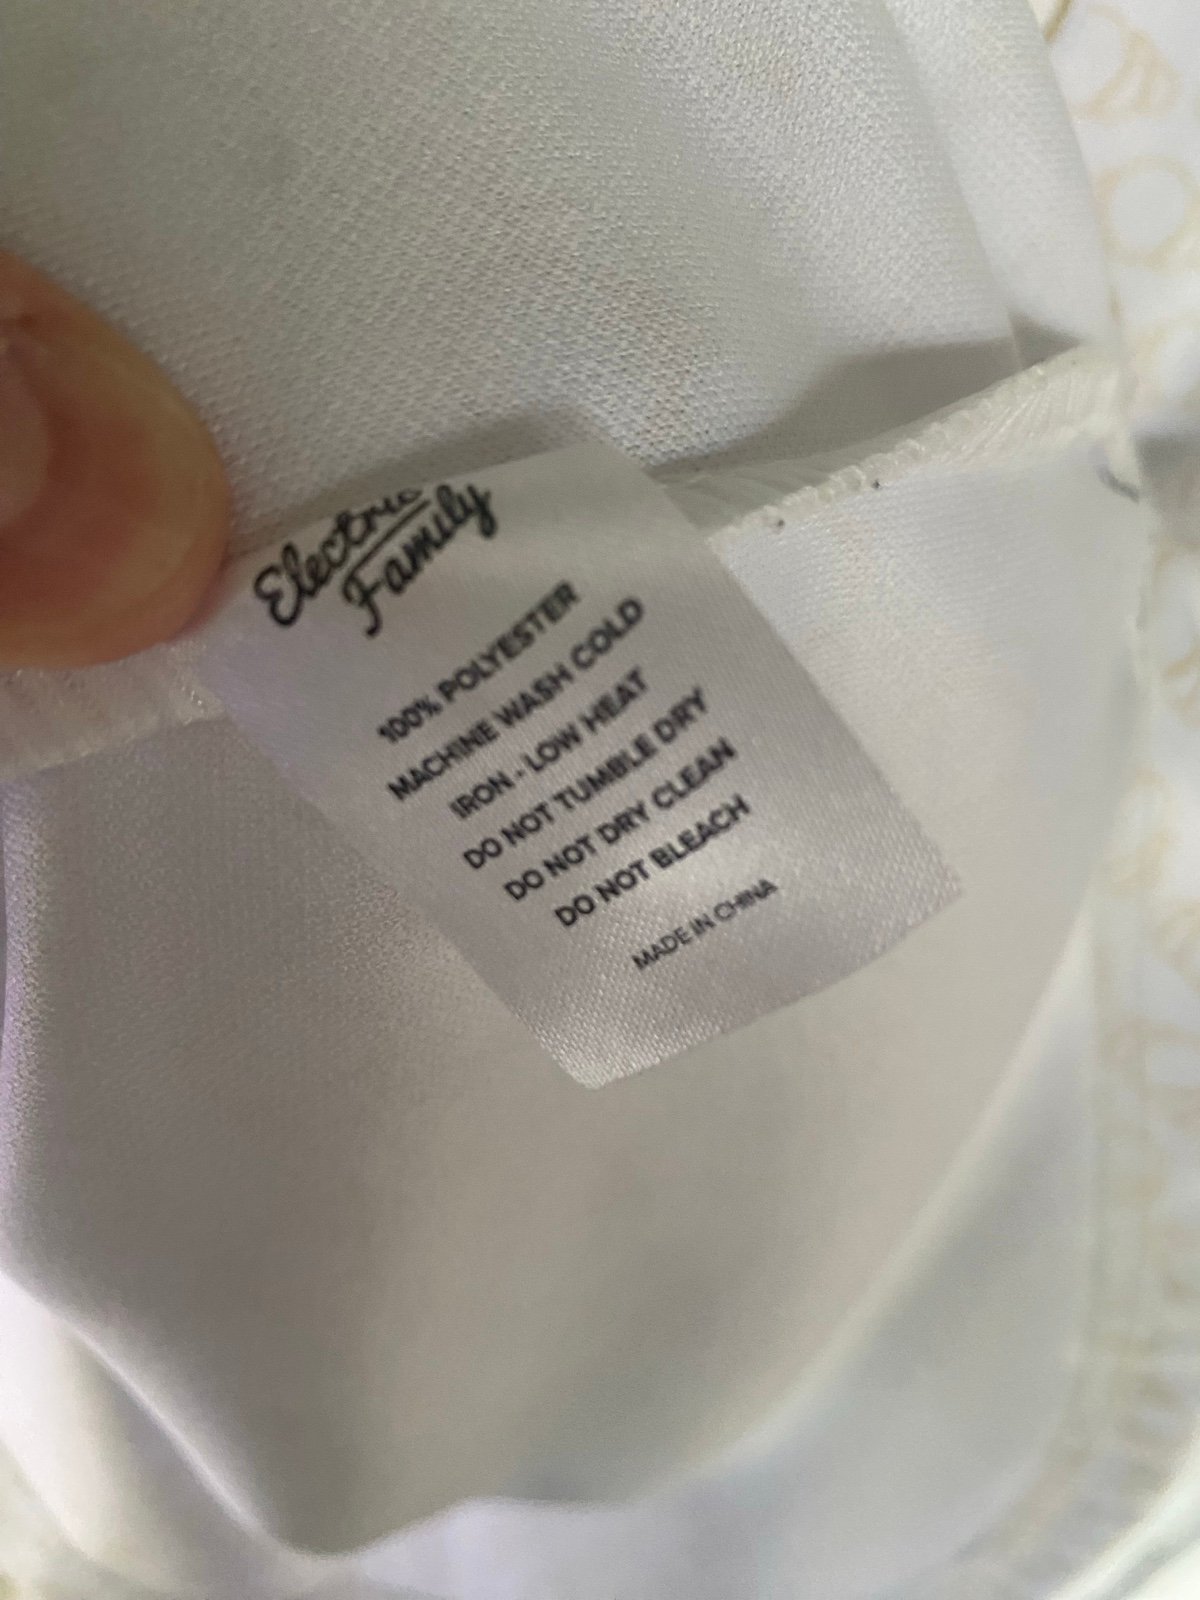 Electric
Family
100% POLYESTER
MACHINE WASH COLD
IRON - LOW HEAT
DO NOT TUMBLE DRY
DO NOT DRY CLEAN
DO NOT BLEACH
MADE IN CHINA